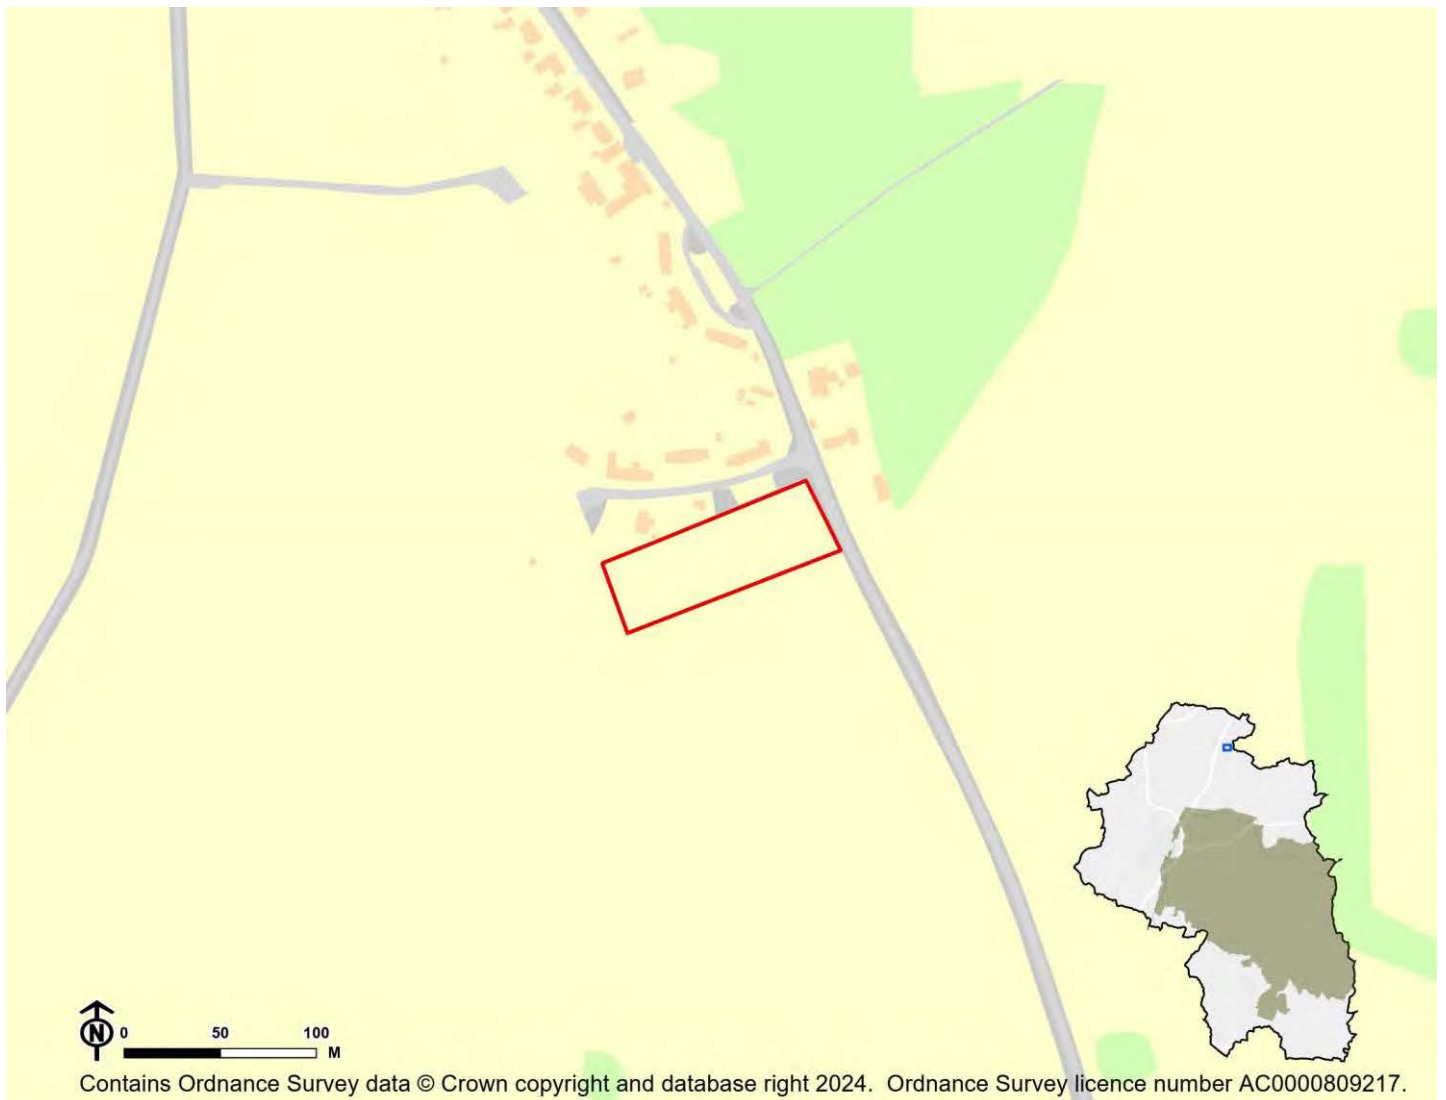 N 0 50 100
M
Contains Ordnance Survey data © Crown copyright and database right 2024. Ordnance Survey licence number AC0000809217.